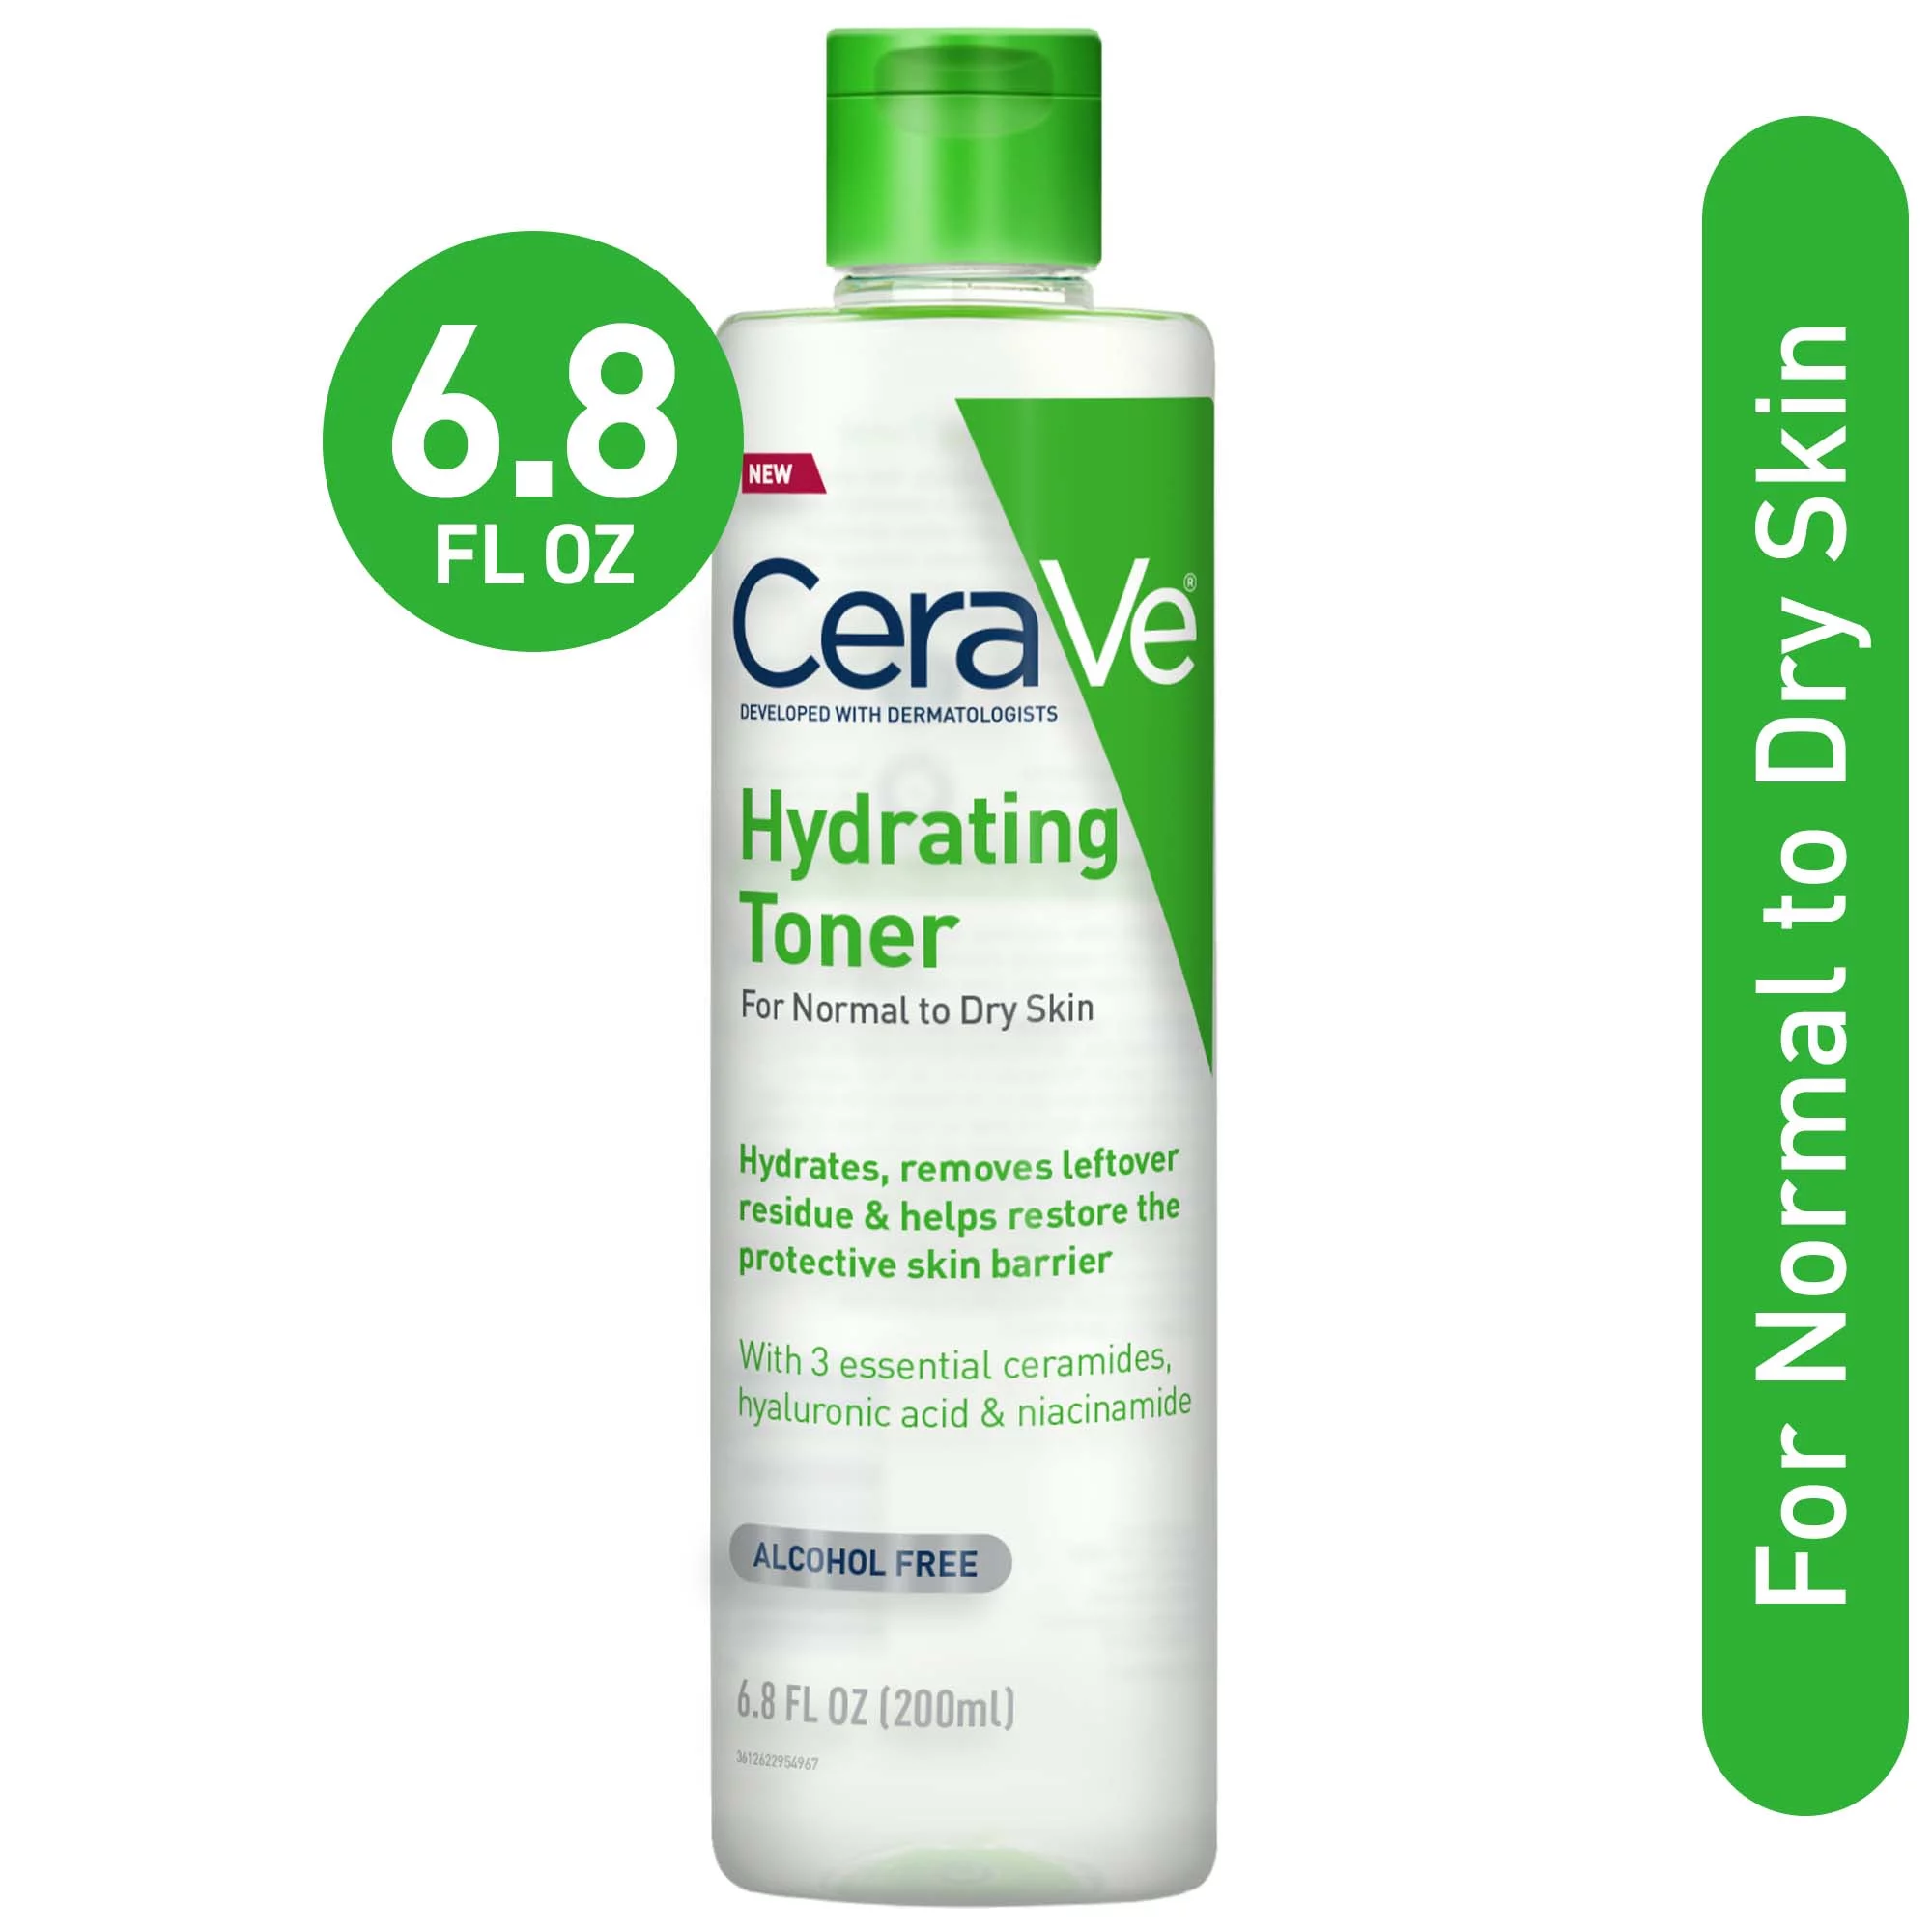 6.8
FL OZ
NEW
CeraVe®
DEVELOPED WITH DERMATOLOGISTS
Hydrating
Toner
For Normal to Dry Skin
Hydrates, removes leftover
residue & helps restore the
protective skin barrier
With 3 essential ceramides,
hyaluronic acid & niacinamide
ALCOHOL FREE
6.8 FL OZ (200ml)
3612622954967
For Normal to Dry Skin